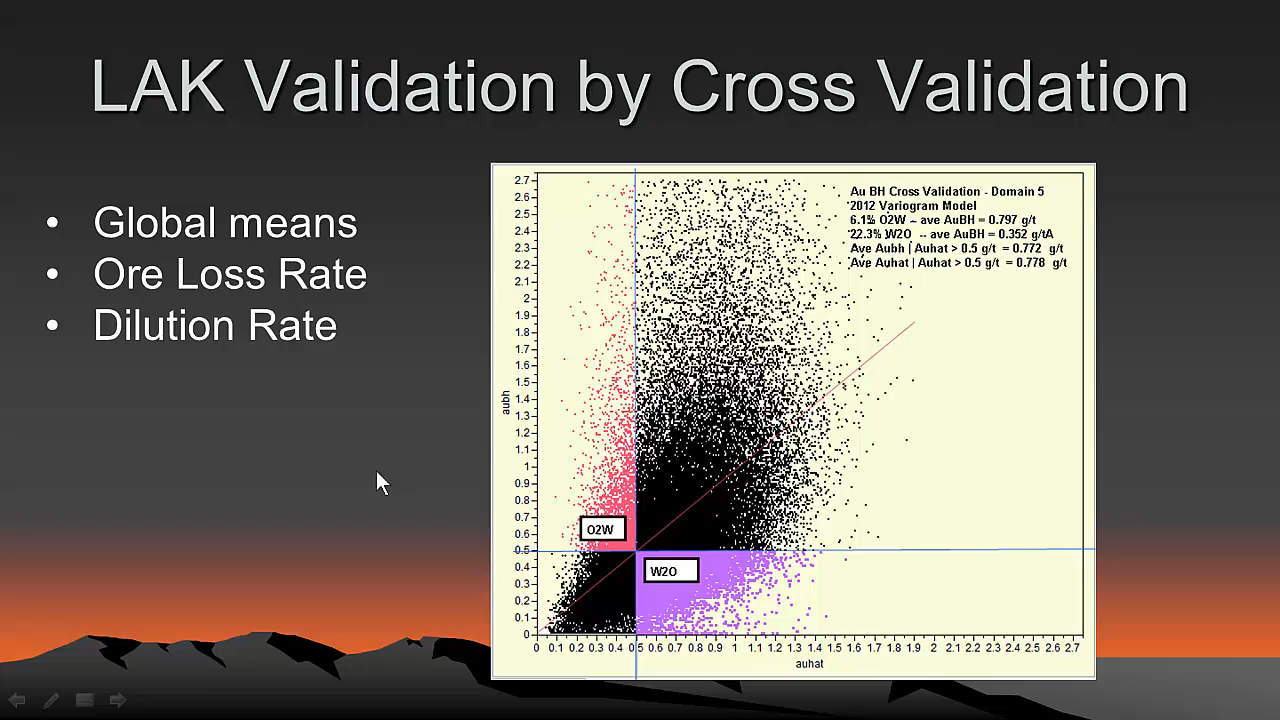 LAK Validation by Cross Validation
• Global means
• Ore Loss Rate
• Dilution Rate
Au BH Cross Validation - Domain 5
2012 Variogram Model
6.1% O2W -- ave AuBH = 0.797 g/t
22.3% W2O -- ave AuBH = 0.352 g/tA
Ave Aubh | Auhat > 0.5 g/t = 0.772 g/t
Ave Auhat | Auhat > 0.5 g/t = 0.778 g/t
2.7
2.6
2.5
2.4
2.3
2.2
2.1
2
1.9
1.8
1.7
1.6
1.5
1.4
1.3
1.2
1.1
1
0.9
0.8
0.7
0.6
0.5
0.4
0.3
0.2
0.1
0
aubh
O2W
W2O
0 0.1 0.2 0.3 0.4 0.5 0.6 0.7 0.8 0.9 1 1.1 1.2 1.3 1.4 1.5 1.6 1.7 1.8 1.9 2 2.1 2.2 2.3 2.4 2.5 2.6 2.7
auhat